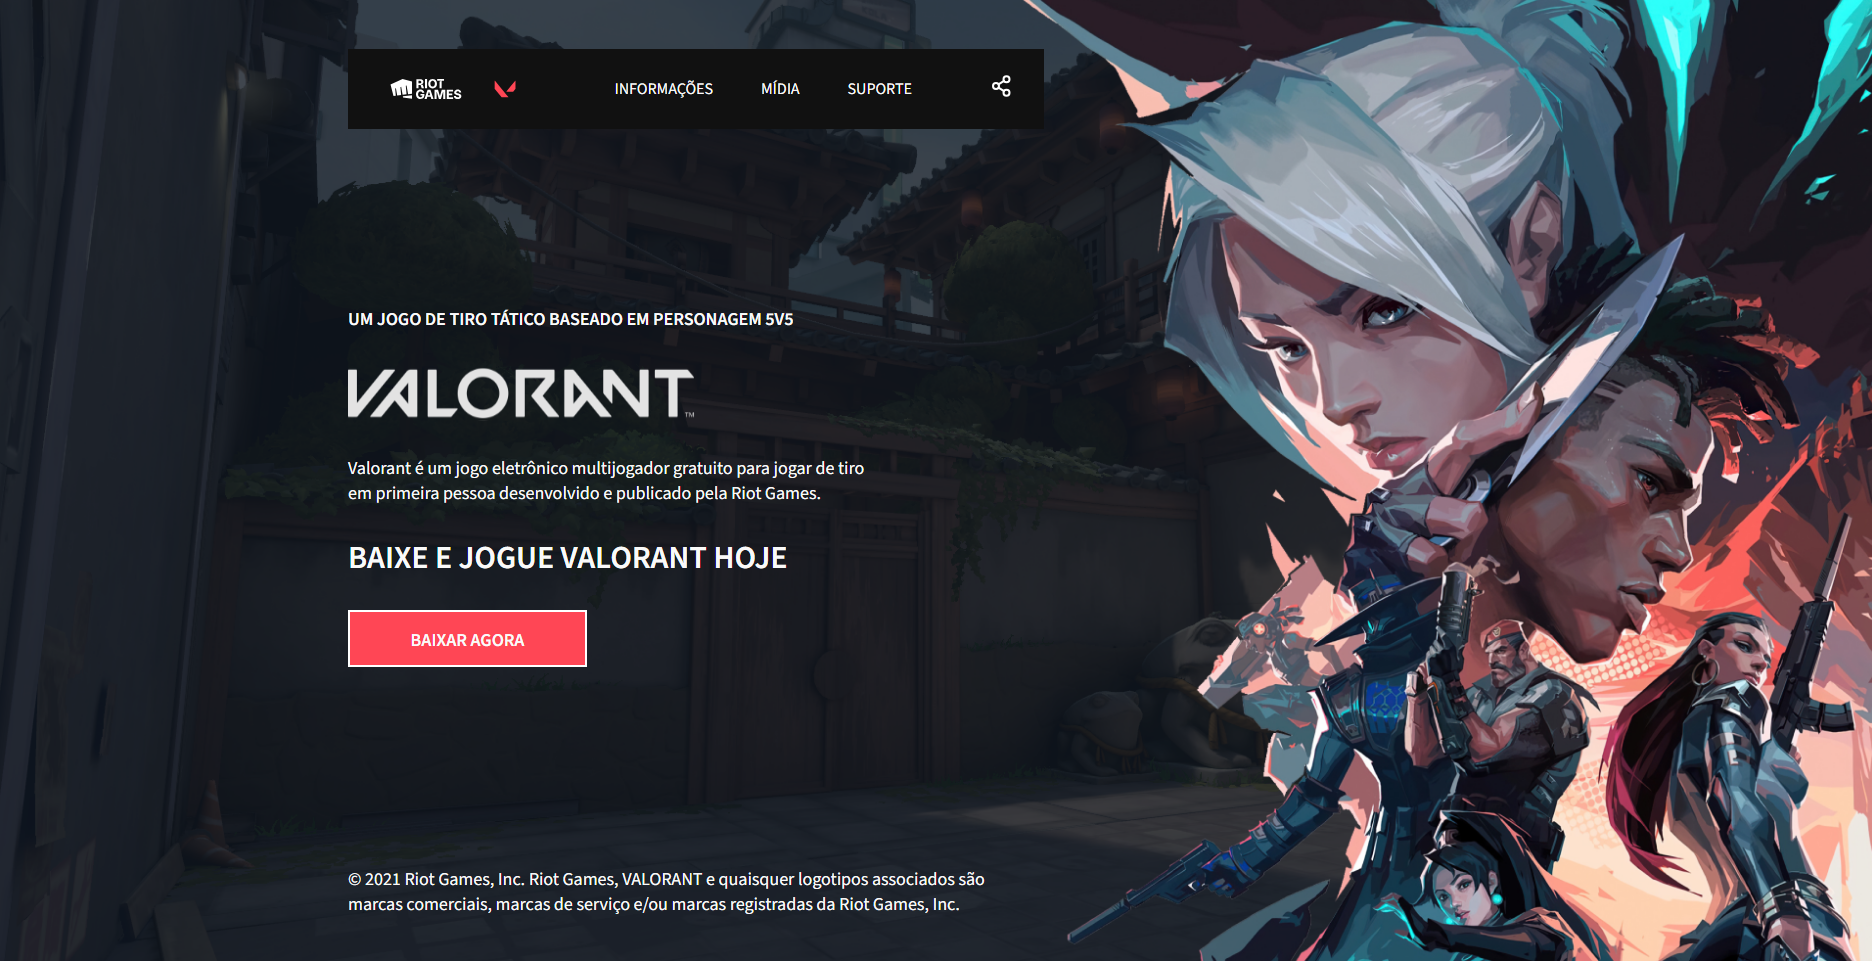 RIOT
GAMES
INFORMAÇÕES
MÍDIA
SUPORTE
UM JOGO DE TIRO TÁTICO BASEADO EM PERSONAGEM 5V5
VALORANT™
Valorant é um jogo eletrônico multijogador gratuito para jogar de tiro
em primeira pessoa desenvolvido e publicado pela Riot Games.
BAIXE E JOGUE VALORANT HOJE
BAIXAR AGORA
© 2021 Riot Games, Inc. Riot Games, VALORANT e quaisquer logotipos associados são
marcas comerciais, marcas de serviço e/ou marcas registradas da Riot Games, Inc.